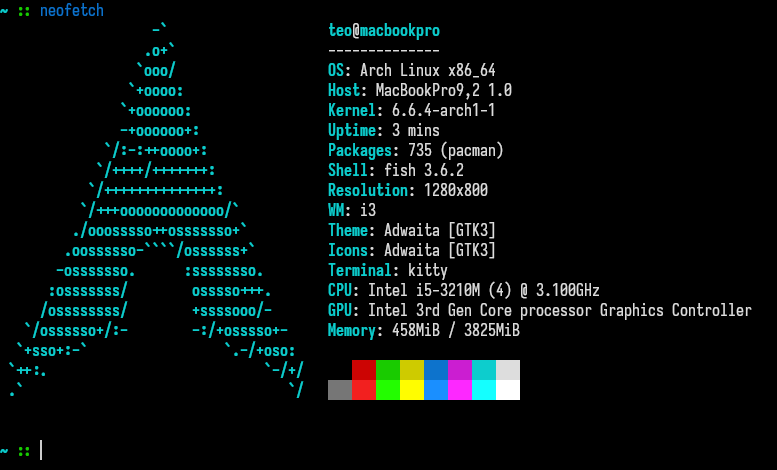 ~ :: neofetch
                   -`
                  .o+`
                 `ooo/
                `+oooo:
               `+oooooo:
               -+oooooo+:
             `/:-:++oooo+:
            `/++++/+++++++:
           `/++++++++++++++:
          `/+++ooooooooooooo/`
         ./ooosssso++osssssso+`
        .oossssso-````/ossssss+`
       -osssssso.      :ssssssso.
      :osssssss/        osssso+++.
     /ossssssss/        +ssssooo/-
   `/ossssso+/:-        -:/+osssso+-
  `+sso+:-`                 `.-/+oso:
 `++:.                           `-/+/
 .`                                 `/
teo@macbookpro
--------------
OS: Arch Linux x86_64
Host: MacBookPro9,2 1.0
Kernel: 6.6.4-arch1-1
Uptime: 3 mins
Packages: 735 (pacman)
Shell: fish 3.6.2
Resolution: 1280x800
WM: i3
Theme: Adwaita [GTK3]
Icons: Adwaita [GTK3]
Terminal: kitty
CPU: Intel i5-3210M (4) @ 3.100GHz
GPU: Intel 3rd Gen Core processor Graphics Controller
Memory: 458MiB / 3825MiB
~ ::